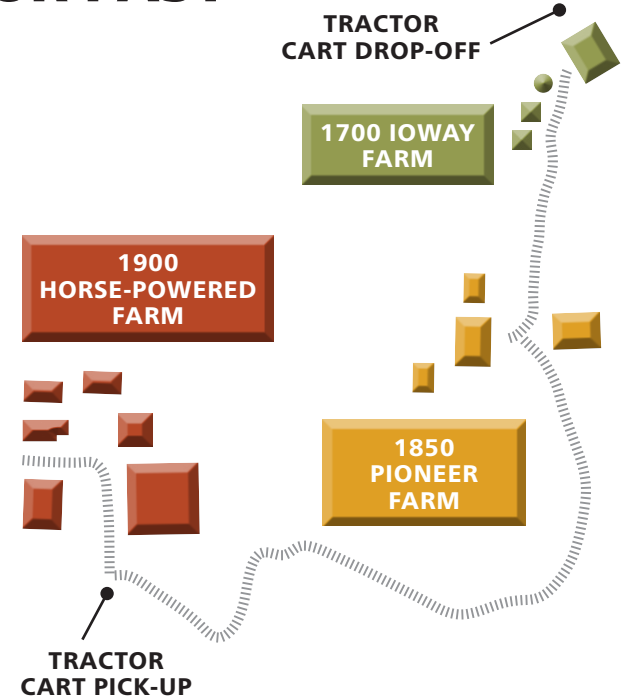 TRACTOR
CART DROP-OFF
1700 IOWAY
FARM
1900
HORSE-POWERED
FARM
1850
PIONEER
FARM
TRACTOR
CART PICK-UP